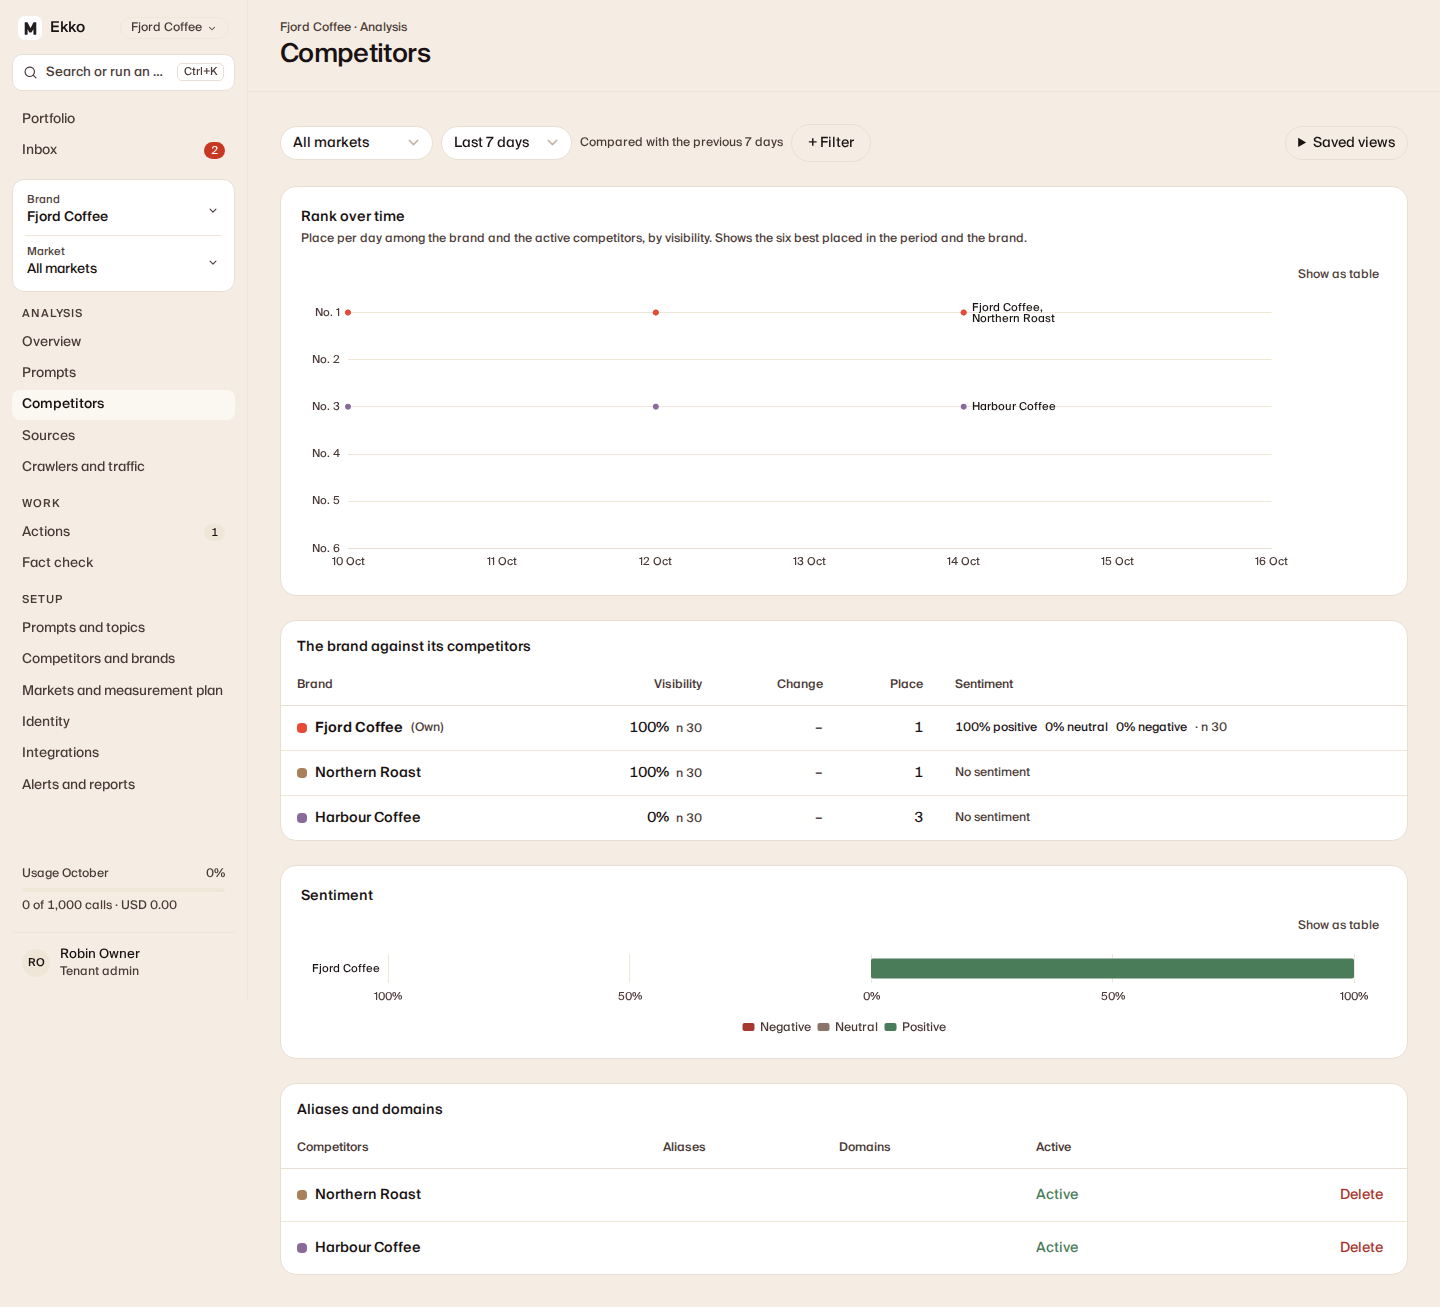 Ekko
Fjord Coffee
Search or run an ...
Ctrl+K
Portfolio
Inbox
2
Brand
Fjord Coffee
Market
All markets
ANALYSIS
Overview
Prompts
Competitors
Sources
Crawlers and traffic
WORK
Actions
1
Fact check
SETUP
Prompts and topics
Competitors and brands
Markets and measurement plan
Identity
Integrations
Alerts and reports
Usage October
0%
0 of 1,000 calls · USD 0.00
RO
Robin Owner
Tenant admin
Fjord Coffee · Analysis
Competitors
All markets
Last 7 days
Compared with the previous 7 days
+ Filter
Saved views
Rank over time
Place per day among the brand and the active competitors, by visibility. Shows the six best placed in the period and the brand.
Show as table
No. 1
Fjord Coffee,
Northern Roast
No. 2
No. 3
Harbour Coffee
No. 4
No. 5
No. 6
10 Oct 11 Oct 12 Oct 13 Oct 14 Oct 15 Oct 16 Oct
The brand against its competitors
Brand Visibility Change Place Sentiment
Fjord Coffee (Own) 100% n 30 – 1 100% positive 0% neutral 0% negative · n 30
Northern Roast 100% n 30 – 1 No sentiment
Harbour Coffee 0% n 30 – 3 No sentiment
Sentiment
Show as table
Fjord Coffee
100% 50% 0% 50% 100%
Negative Neutral Positive
Aliases and domains
Competitors Aliases Domains Active
Northern Roast Active Delete
Harbour Coffee Active Delete